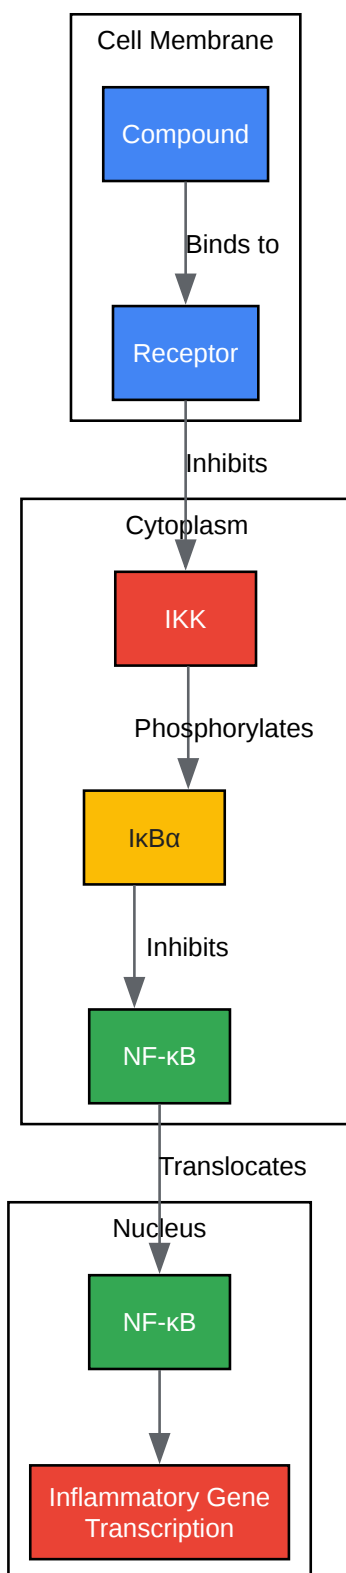 Cell Membrane
Compound
Binds to
Receptor
Inhibits
Cytoplasm
IKK
Phosphorylates
IκBα
Inhibits
NF-κB
Translocates
Nucleus
NF-κB
Inflammatory Gene
Transcription